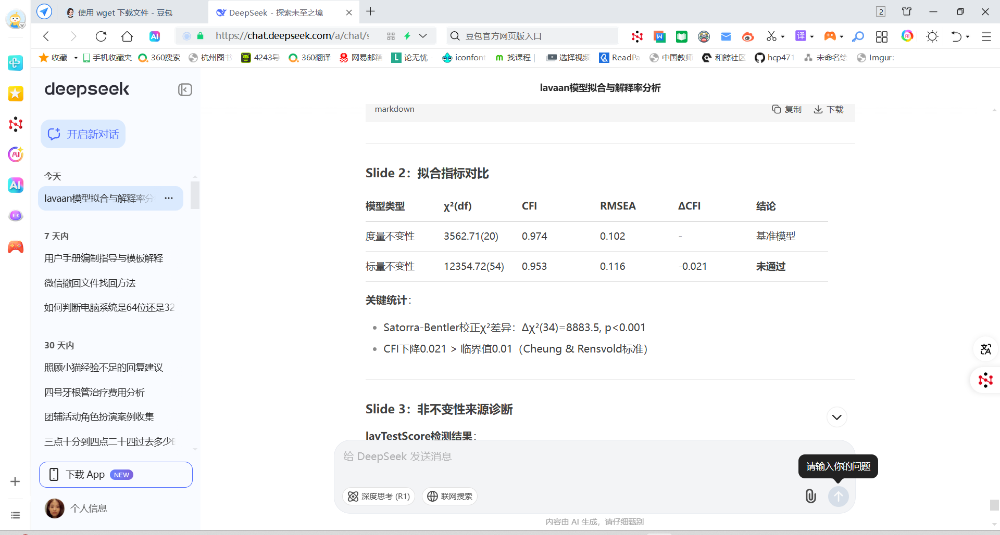 使用 wget 下载文件 - 豆包
DeepSeek - 探索未至之境
2
https://chat.deepseek.com/a/chat/s
豆包官方网页版入口
收藏
手机收藏夹
360搜索
杭州图书
4243导
360翻译
网易邮箱
论无忧 -
iconfont
找课程 |
选择视频
ReadPa
中国教师
和鲸社区
hcp471
未命名绘
Imgur:
deepseek
开启新对话
今天
lavaan模型拟合与解释率分
7 天内
用户手册编制指导与模板解释
微信撤回文件找回方法
如何判断电脑系统是64位还是32
30 天内
照顾小猫经验不足的回复建议
四号牙根管治疗费用分析
团辅活动角色扮演案例收集
三点十分到四点二十四过去多少时
下载 App NEW
个人信息
lavaan模型拟合与解释率分析
markdown 复制 下载
Slide 2：拟合指标对比
模型类型 χ²(df) CFI RMSEA ΔCFI 结论
度量不变性 3562.71(20) 0.974 0.102 - 基准模型
标量不变性 12354.72(54) 0.953 0.116 -0.021 未通过
关键统计：
• Satorra-Bentler校正χ²差异：Δχ²(34)=8883.5, p<0.001
• CFI下降0.021 > 临界值0.01（Cheung & Rensvold标准）
Slide 3：非不变性来源诊断
lavTestScore检测结果：
给 DeepSeek 发送消息
请输入你的问题
深度思考 (R1) 联网搜索
内容由 AI 生成，请仔细甄别